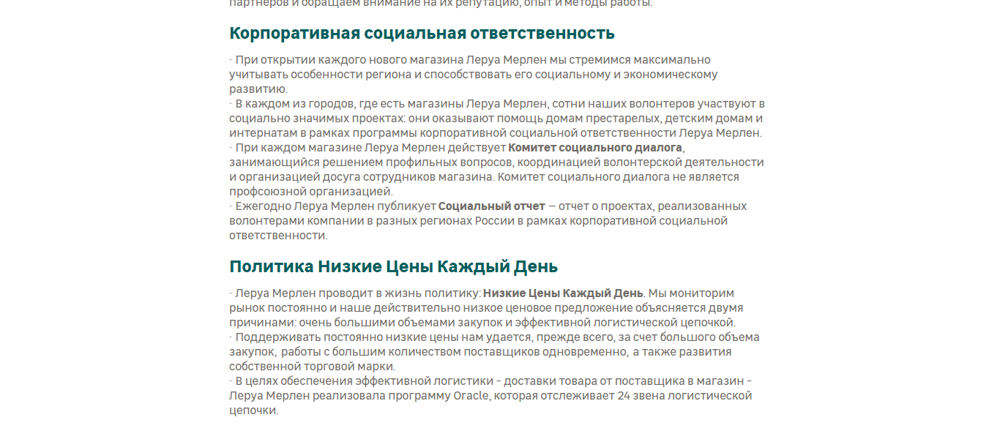 партнеров и обращаем внимание на их репутацию, опыт и методы работы.
Корпоративная социальная ответственность
· При открытии каждого нового магазина Леруа Мерлен мы стремимся максимально
учитывать особенности региона и способствовать его социальному и экономическому
развитию.
· В каждом из городов, где есть магазины Леруа Мерлен, сотни наших волонтеров участвуют в
социально значимых проектах: они оказывают помощь домам престарелых, детским домам и
интернатам в рамках программы корпоративной социальной ответственности Леруа Мерлен.
· При каждом магазине Леруа Мерлен действует Комитет социального диалога,
занимающийся решением профильных вопросов, координацией волонтерской деятельности
и организацией досуга сотрудников магазина. Комитет социального диалога не является
профсоюзной организацией.
· Ежегодно Леруа Мерлен публикует Социальный отчет – отчет о проектах, реализованных
волонтерами компании в разных регионах России в рамках корпоративной социальной
ответственности.
Политика Низкие Цены Каждый День
· Леруа Мерлен проводит в жизнь политику: Низкие Цены Каждый День. Мы мониторим
рынок постоянно и наше действительно низкое ценовое предложение объясняется двумя
причинами: очень большими объемами закупок и эффективной логистической цепочкой.
· Поддерживать постоянно низкие цены нам удается, прежде всего, за счет большого объема
закупок, работы с большим количеством поставщиков одновременно, а также развития
собственной торговой марки.
· В целях обеспечения эффективной логистики - доставки товара от поставщика в магазин -
Леруа Мерлен реализовала программу Oracle, которая отслеживает 24 звена логистической
цепочки.